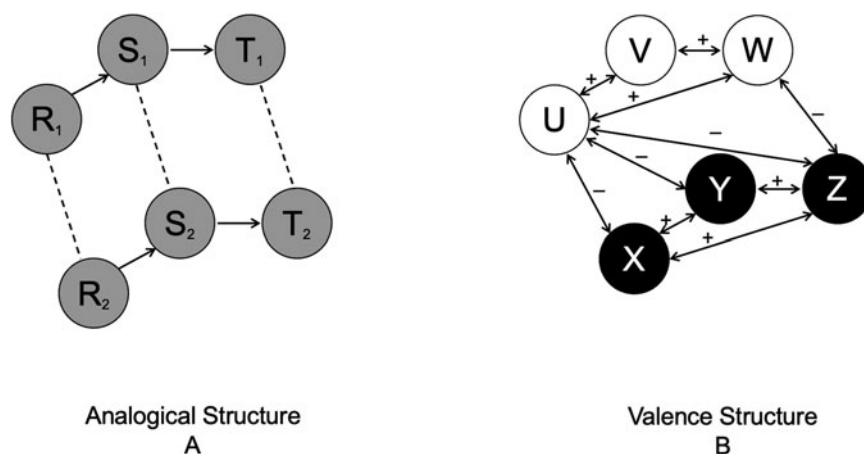 S₁ T₁
R₁
S₂ T₂
R₂
Analogical Structure
A
V + W
+ +
U
– –
– Y + Z
– + +
X
Valence Structure
B